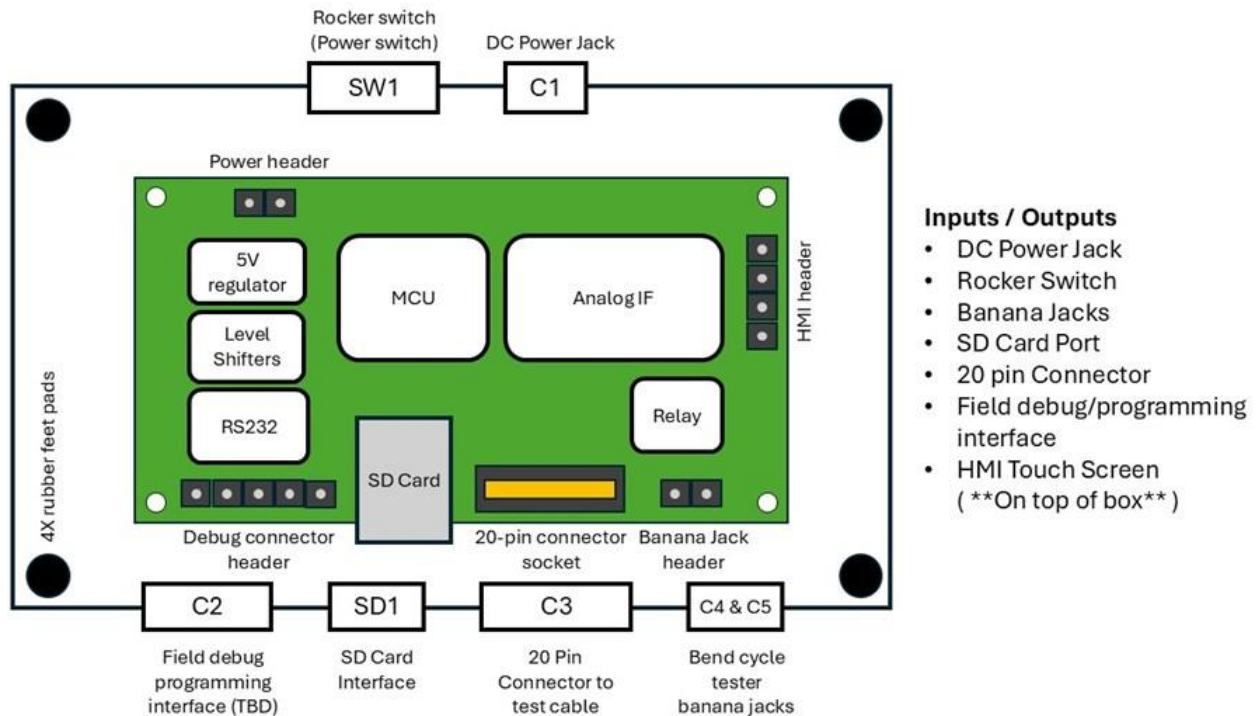 Rocker switch
(Power switch)
DC Power Jack
SW1
C1
Power header
5V
regulator
MCU
Analog IF
HMI header
Level
Shifters
RS232
Relay
SD Card
4X rubber feet pads
Debug connector
header
20-pin connector
socket
Banana Jack
header
C2
SD1
C3
C4 & C5
Field debug
programming
interface (TBD)
SD Card
Interface
20 Pin
Connector to
test cable
Bend cycle
tester
banana jacks
Inputs / Outputs
• DC Power Jack
• Rocker Switch
• Banana Jacks
• SD Card Port
• 20 pin Connector
• Field debug/programming
interface
• HMI Touch Screen
( **On top of box** )